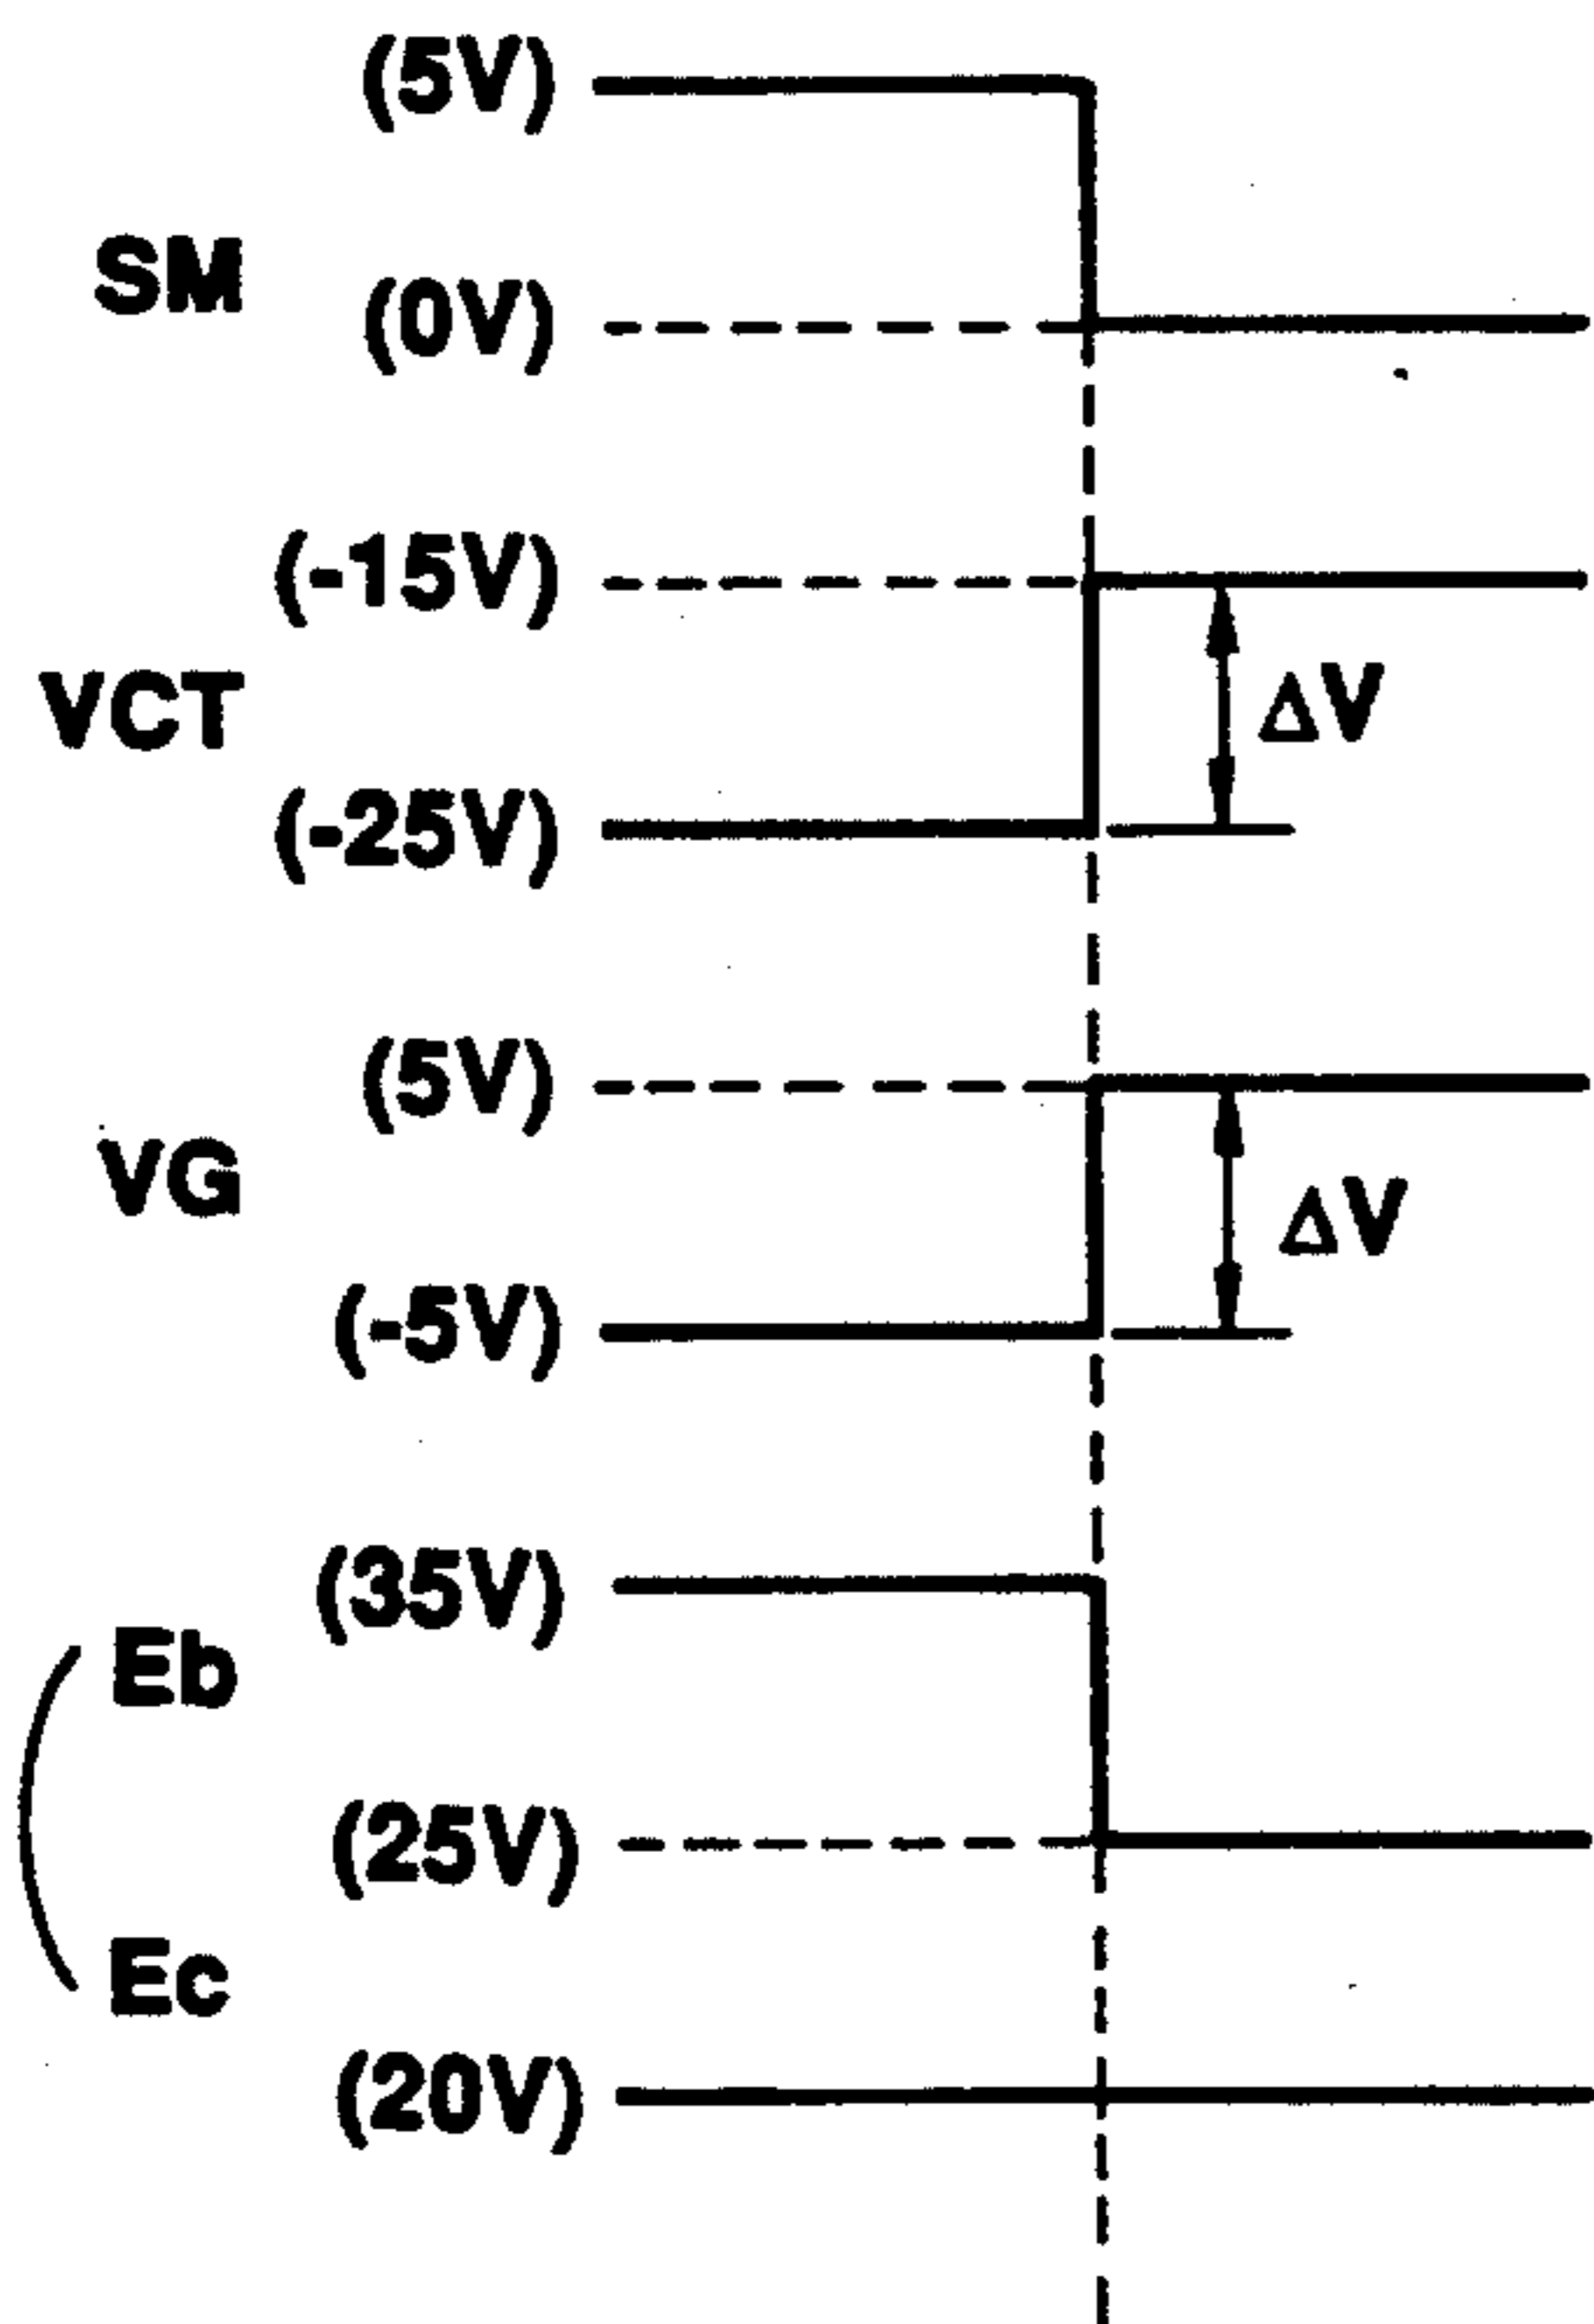 (5V)
SM
(0V)
(-15V)
VCT
ΔV
(-25V)
(5V)
VG
ΔV
(-5V)
(35V)
Eb
(25V)
Ec
(20V)